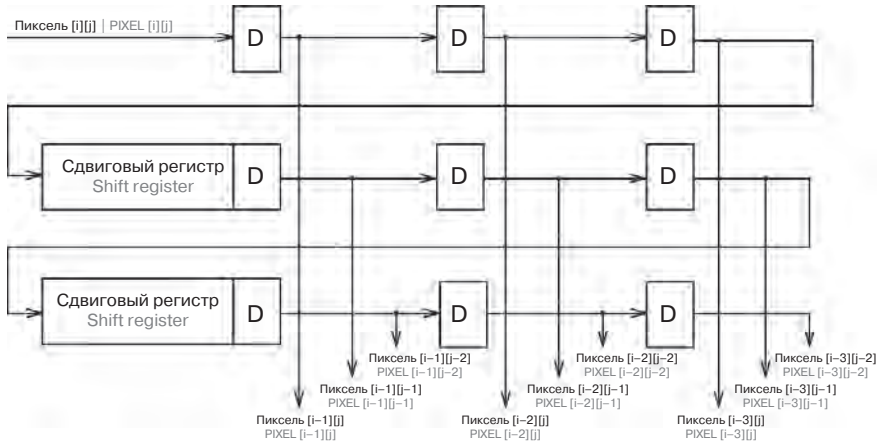 Пиксель [i][j] | PIXEL [i][j]
D
D
D
Сдвиговый регистр
Shift register
D
D
D
Сдвиговый регистр
Shift register
D
D
D
Пиксель [i–1][j–2]
PIXEL [i–1][j–2]
Пиксель [i–2][j–2]
PIXEL [i–2][j–2]
Пиксель [i–3][j–2]
PIXEL [i–3][j–2]
Пиксель [i–1][j–1]
PIXEL [i–1][j–1]
Пиксель [i–2][j–1]
PIXEL [i–2][j–1]
Пиксель [i–3][j–1]
PIXEL [i–3][j–1]
Пиксель [i–1][j]
PIXEL [i–1][j]
Пиксель [i–2][j]
PIXEL [i–2][j]
Пиксель [i–3][j]
PIXEL [i–3][j]